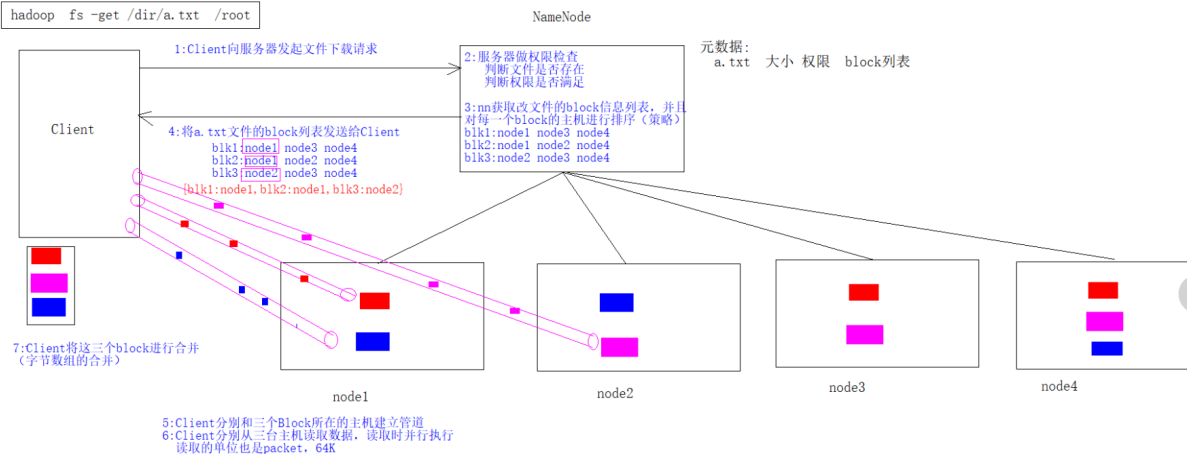 hadoop fs -get /dir/a.txt /root
NameNode
1:Client向服务器发起文件下载请求
2:服务器做权限检查
判断文件是否存在
判断权限是否满足
元数据:
a.txt 大小 权限 block列表
3:nn获取改文件的block信息列表，并且
对每一个block的主机进行排序（策略）
blk1:node1 node3 node4
blk2:node1 node2 node4
blk3:node2 node3 node4
Client
4:将a.txt文件的block列表发送给Client
blk1:node1 node3 node4
blk2:node1 node2 node4
blk3:node2 node3 node4
{blk1:node1,blk2:node1,blk3:node2}
7:Client将这三个block进行合并
（字节数组的合并）
node1
node2
node3
node4
5:Client分别和三个Block所在的主机建立管道
6:Client分别从三台主机读取数据，读取时并行执行
读取的单位也是packet，64K